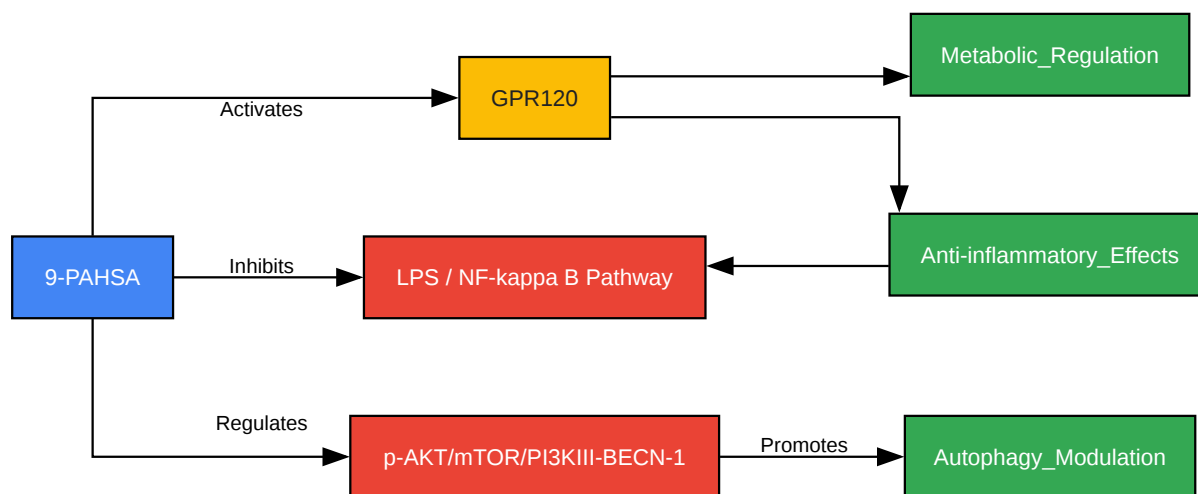 Metabolic_Regulation
GPR120
Activates
9-PAHSA
Inhibits
LPS / NF-kappa B Pathway
Anti-inflammatory_Effects
Regulates
p-AKT/mTOR/PI3KIII-BECN-1
Promotes
Autophagy_Modulation